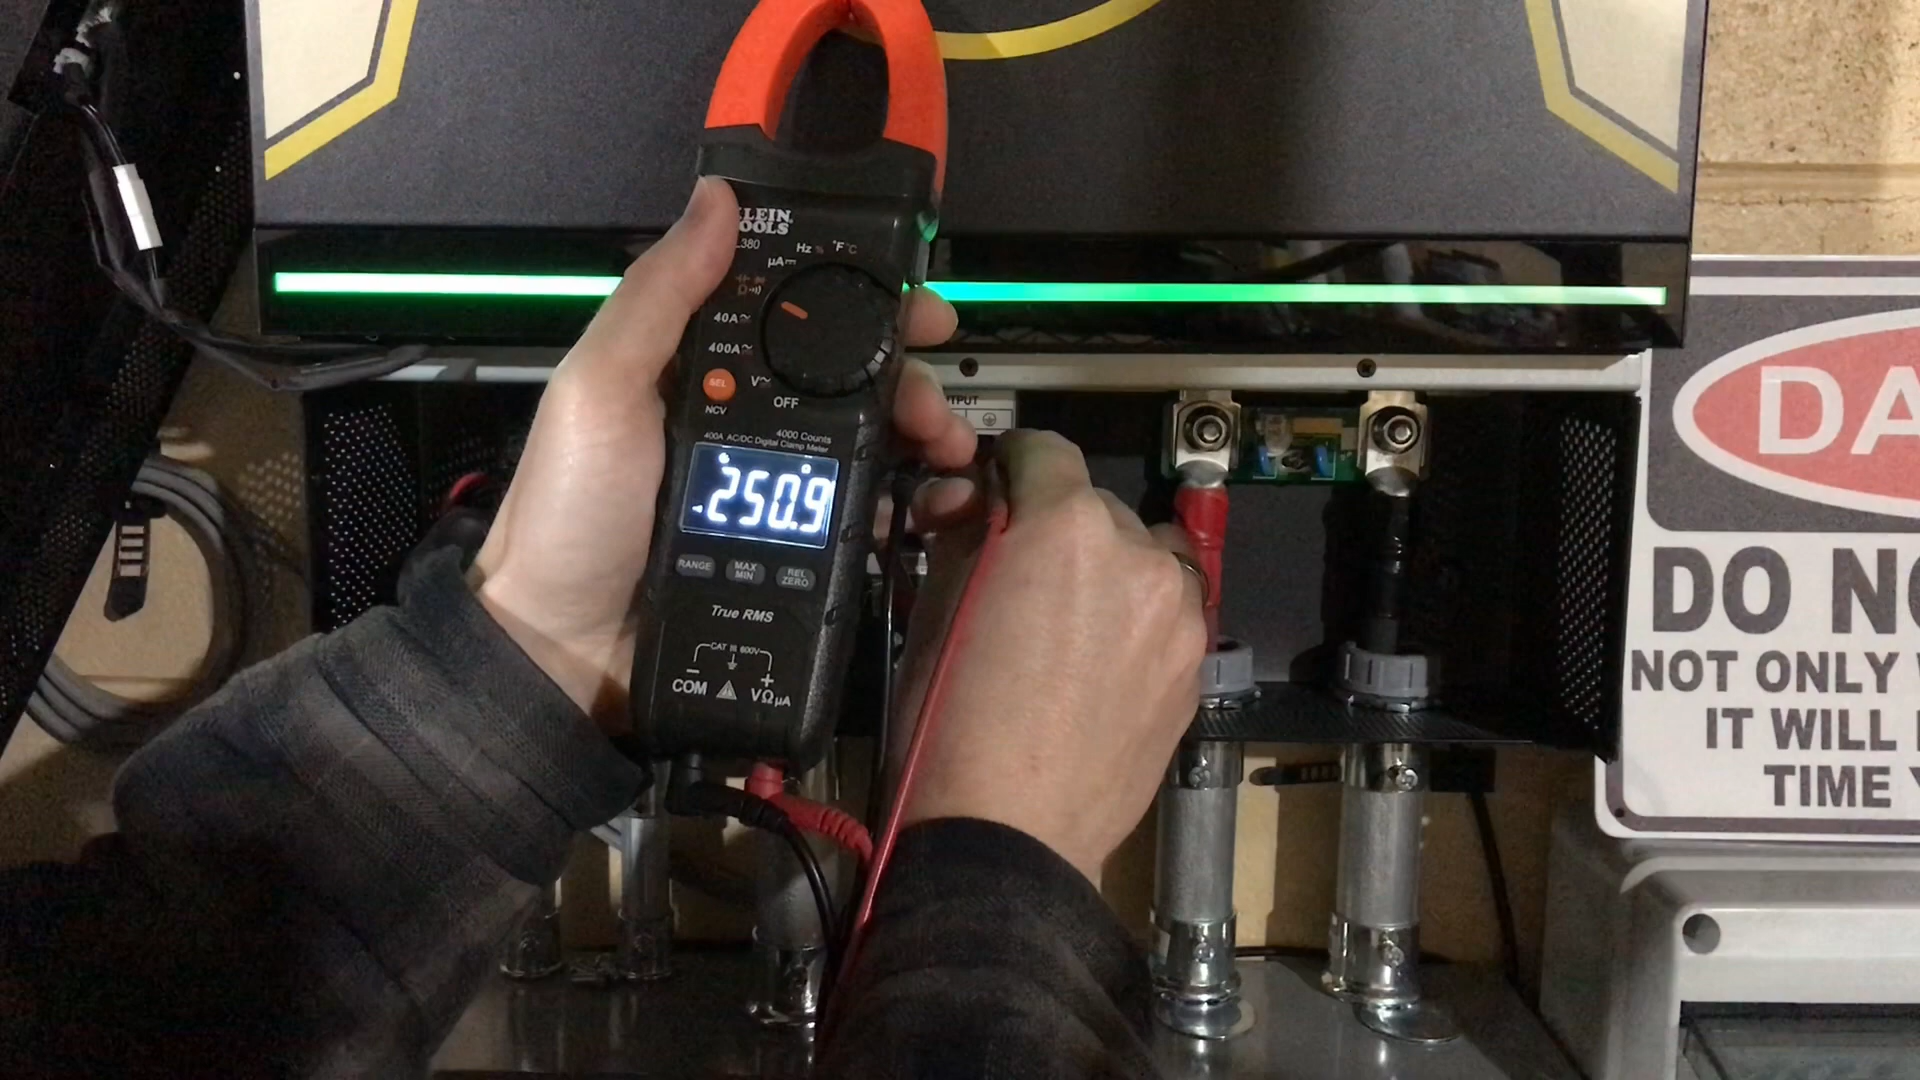 KLEIN
TOOLS
L380
Hz % °F °C
µA
40A
400A
SEL
V
NCV
OFF
4000 Counts
400A AC/DC Digital Clamp Meter
-250.9
RANGE
MAX
MIN
REL
ZERO
True RMS
CAT III 600V
COM
VΩµA
TPUT
DA
DO NO
NOT ONLY
IT WILL
TIME